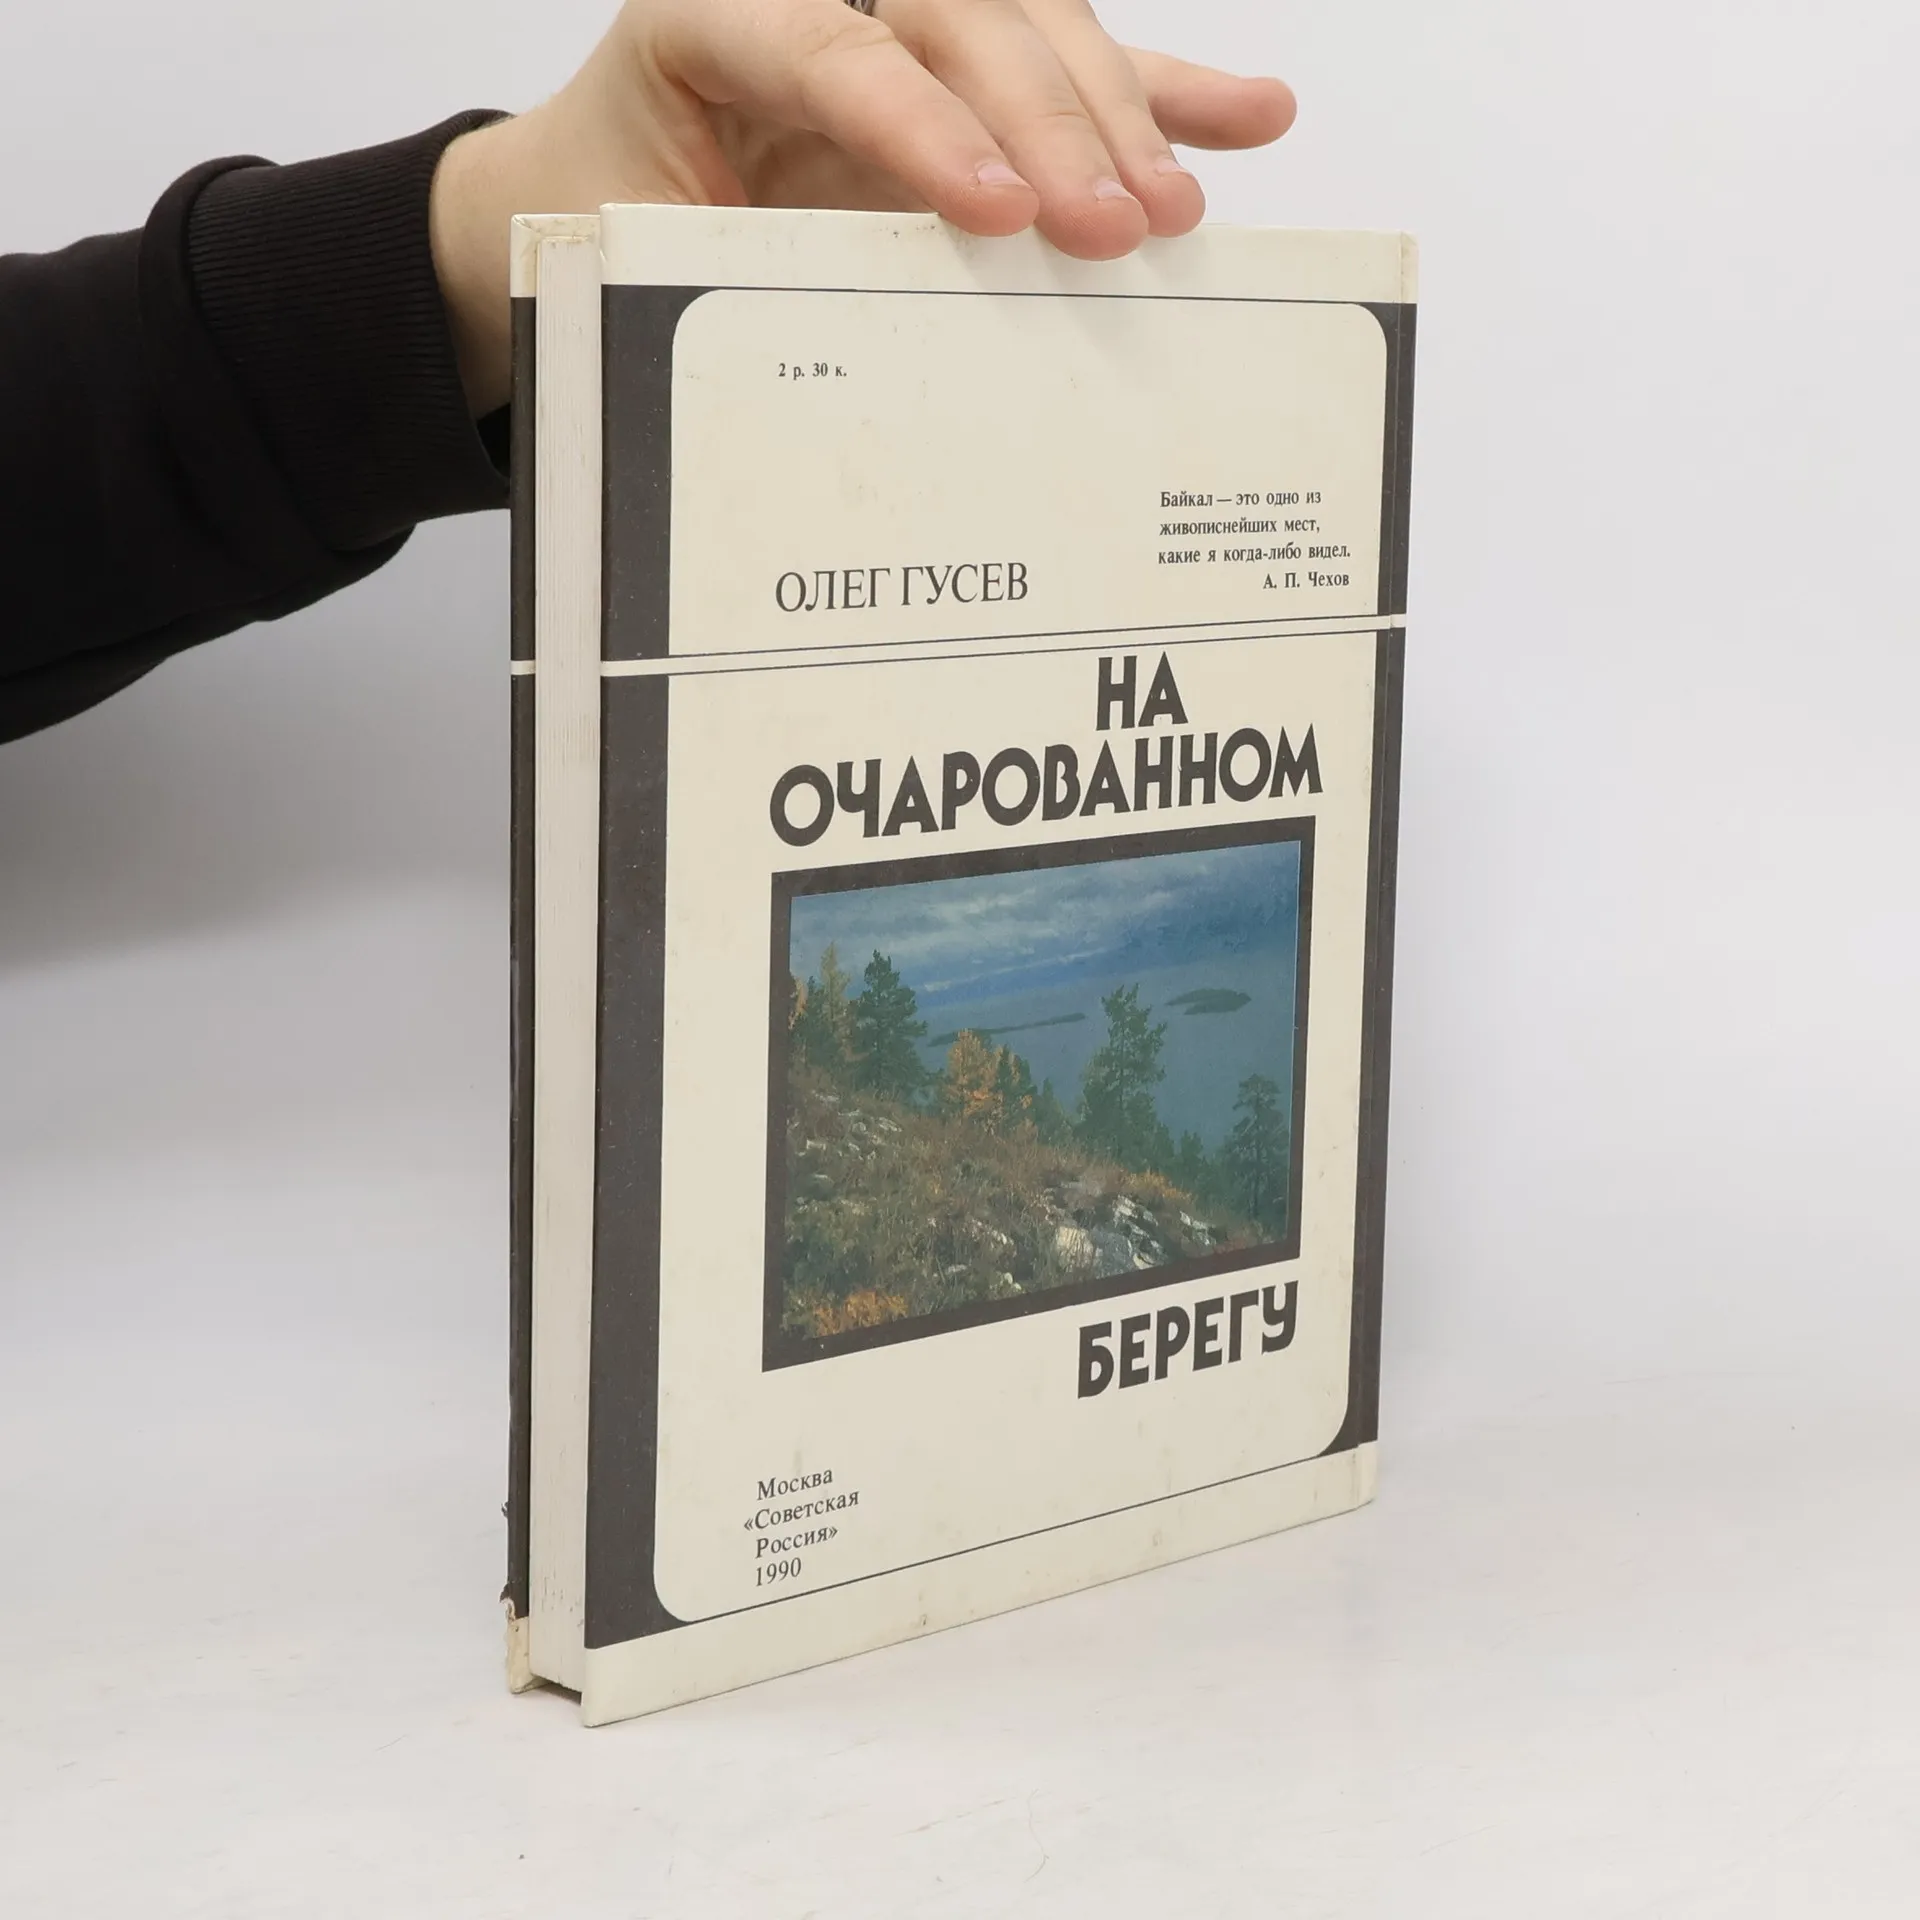 2 р. 30 к.
Байкал — это одно из
живописнейших мест,
какие я когда-либо видел.
А. П. Чехов
ОЛЕГ ГУСЕВ
НА
ОЧАРОВАННОМ
БЕРЕГУ
Москва
«Советская
Россия»
1990